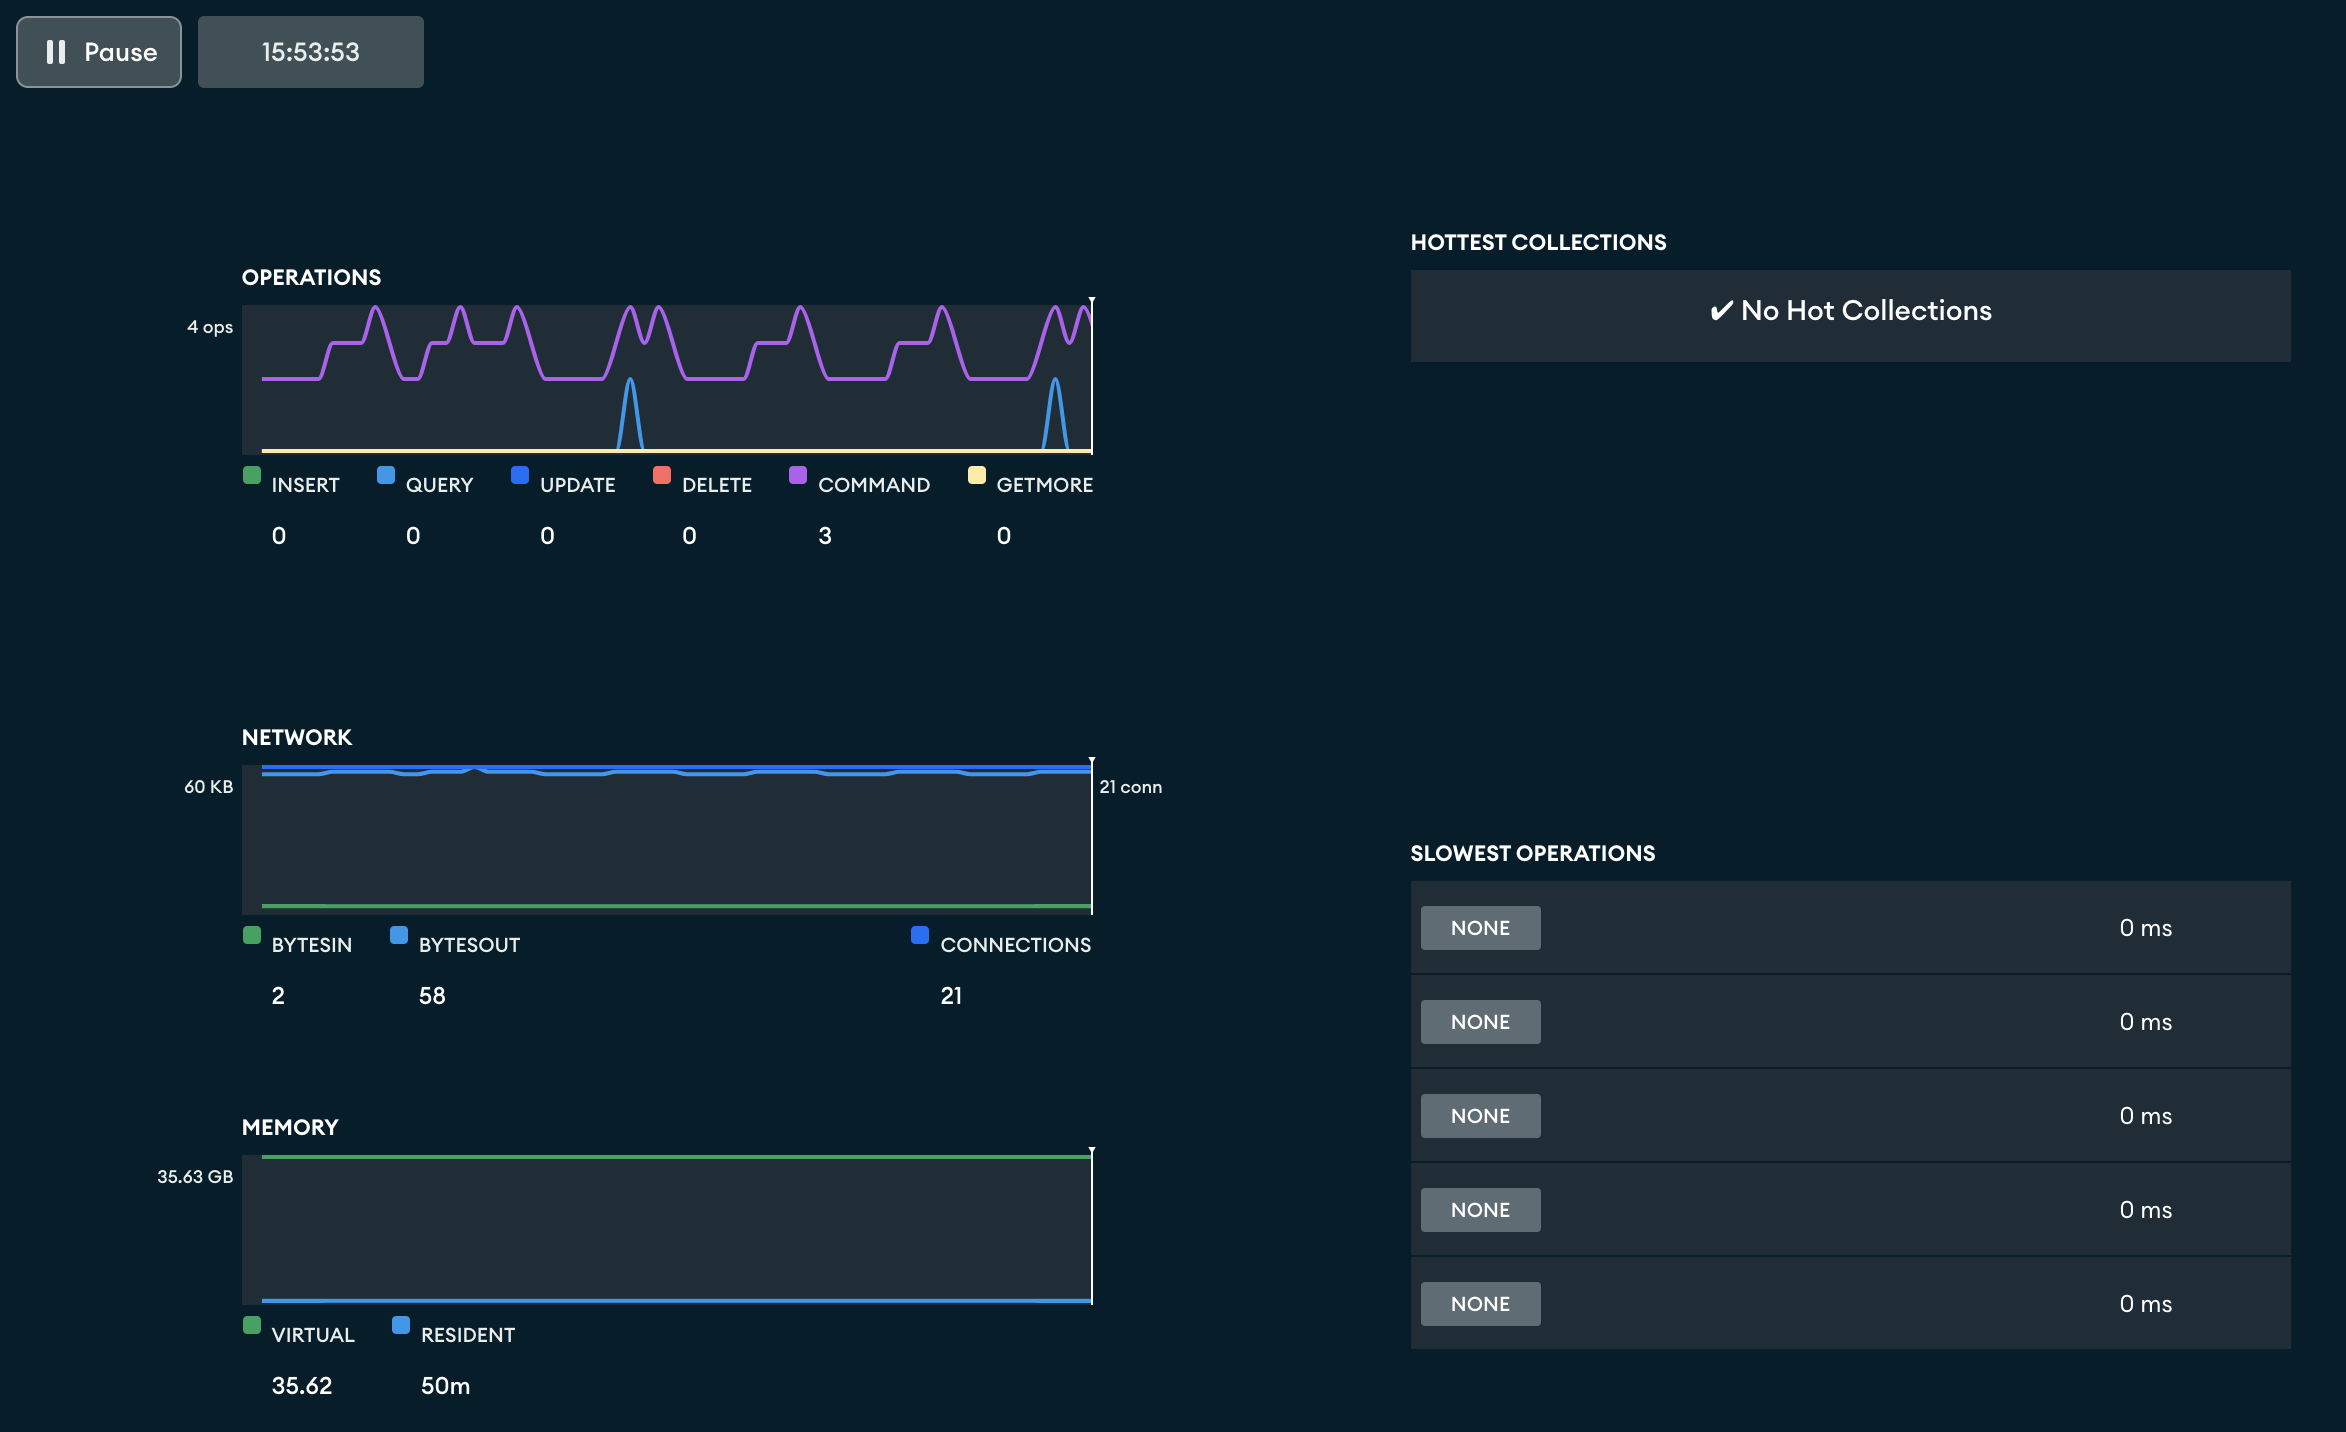 Pause
15:53:53
OPERATIONS
4 ops
INSERT QUERY UPDATE DELETE COMMAND GETMORE
0 0 0 0 3 0
NETWORK
60 KB
21 conn
BYTESIN BYTESOUT CONNECTIONS
2 58 21
MEMORY
35.63 GB
VIRTUAL RESIDENT
35.62 50m
HOTTEST COLLECTIONS
✔ No Hot Collections
SLOWEST OPERATIONS
NONE 0 ms
NONE 0 ms
NONE 0 ms
NONE 0 ms
NONE 0 ms